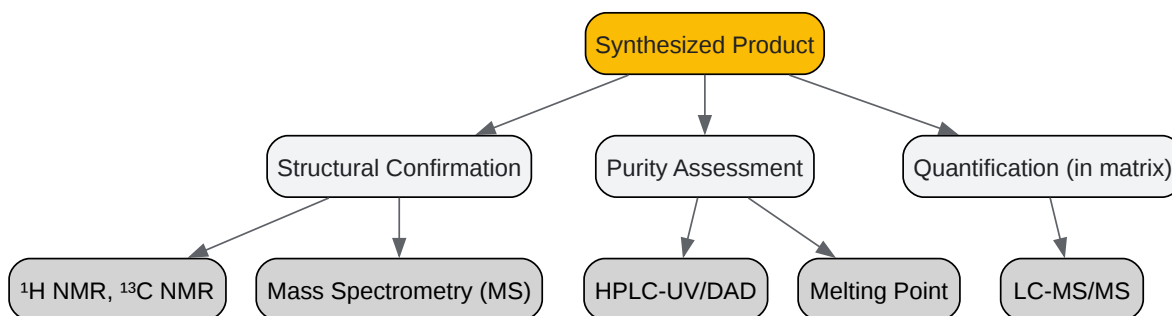 Synthesized Product
Structural Confirmation
Purity Assessment
Quantification (in matrix)
¹H NMR, ¹³C NMR
Mass Spectrometry (MS)
HPLC-UV/DAD
Melting Point
LC-MS/MS